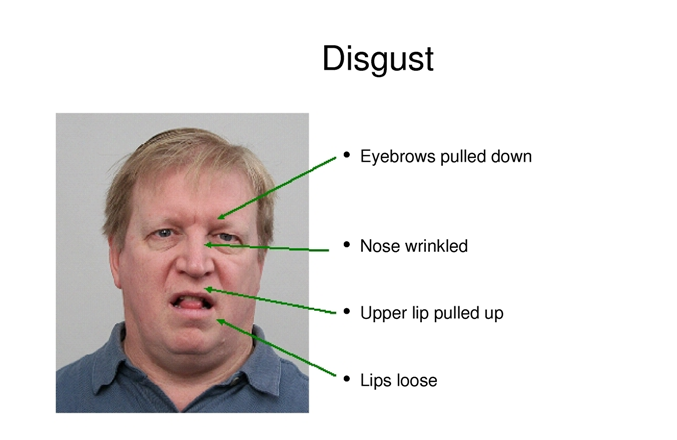 Disgust
• Eyebrows pulled down
• Nose wrinkled
• Upper lip pulled up
• Lips loose